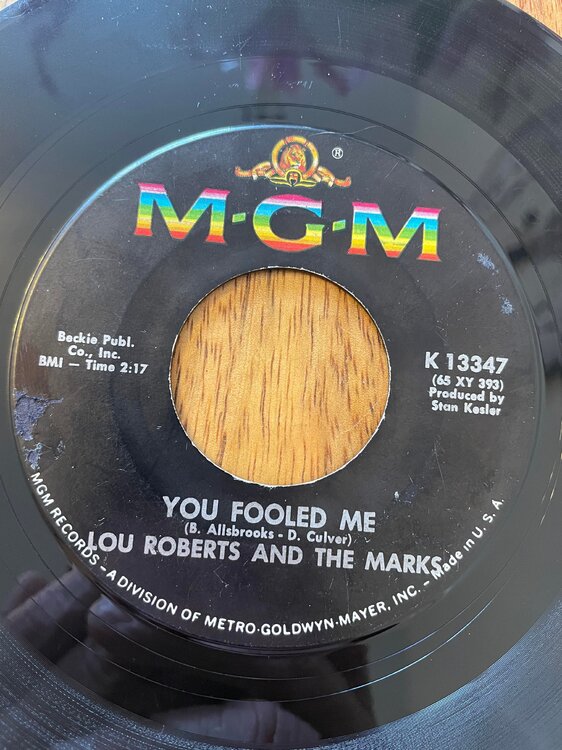 ®
M·G·M
Beckie Publ.
Co., Inc.
BMI — Time 2:17
K 13347
(65 XY 393)
Produced by
Stan Kesler
YOU FOOLED ME
(B. Allsbrooks - D. Culver)
LOU ROBERTS AND THE MARKS
MGM RECORDS - A DIVISION OF METRO-GOLDWYN-MAYER, INC. - Made in U. S. A.